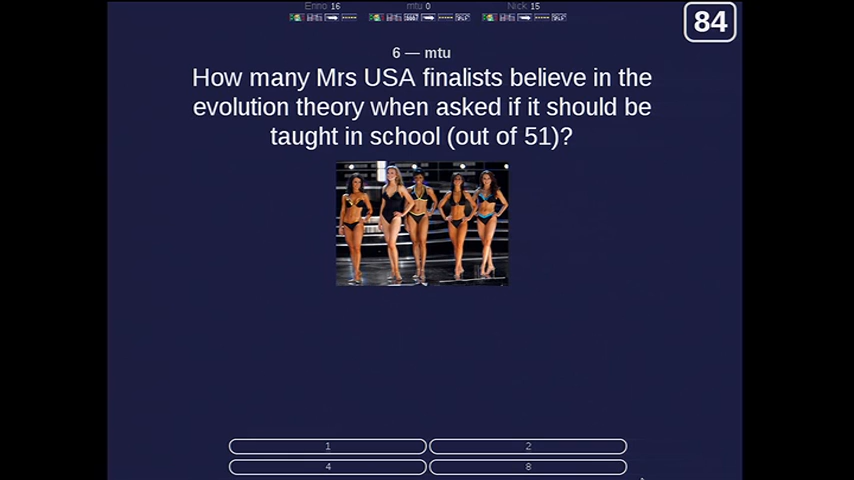 Enno 16 mtu 0 Nick 15
84
6 — mtu
How many Mrs USA finalists believe in the
evolution theory when asked if it should be
taught in school (out of 51)?
1 2
4 8